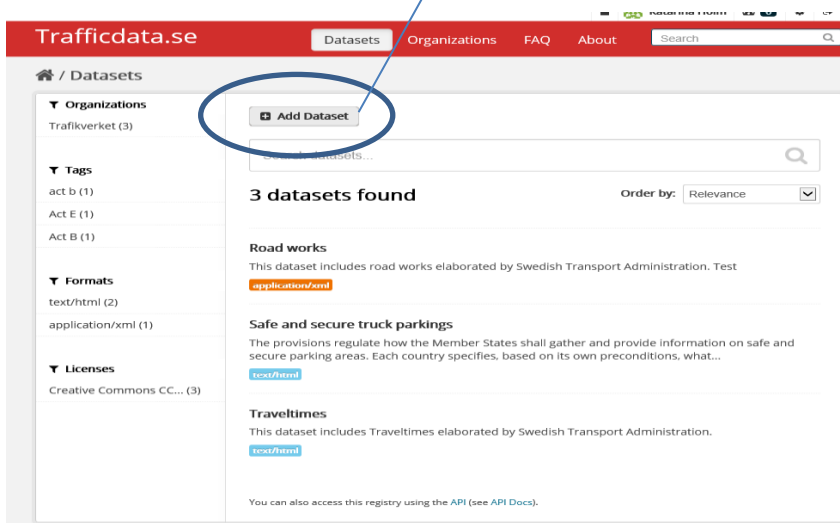 Katarina Holm
Trafficdata.se
Datasets
Organizations
FAQ
About
Search
/ Datasets
Organizations
Trafikverket (3)
Tags
act b (1)
Act E (1)
Act B (1)
Formats
text/html (2)
application/xml (1)
Licenses
Creative Commons CC... (3)
Add Dataset
Search datasets...
3 datasets found
Order by: Relevance
Road works
This dataset includes road works elaborated by Swedish Transport Administration. Test
application/xml
Safe and secure truck parkings
The provisions regulate how the Member States shall gather and provide information on safe and
secure parking areas. Each country specifies, based on its own preconditions, what...
text/html
Traveltimes
This dataset includes Traveltimes elaborated by Swedish Transport Administration.
text/html
You can also access this registry using the API (see API Docs).